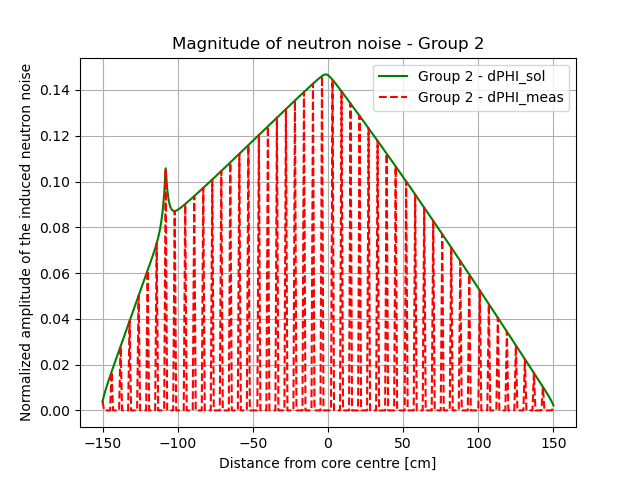 Magnitude of neutron noise - Group 2
Normalized amplitude of the induced neutron noise
Group 2 - dPHI_sol
Group 2 - dPHI_meas
0.14
0.12
0.10
0.08
0.06
0.04
0.02
0.00
−150 −100 −50 0 50 100 150
Distance from core centre [cm]